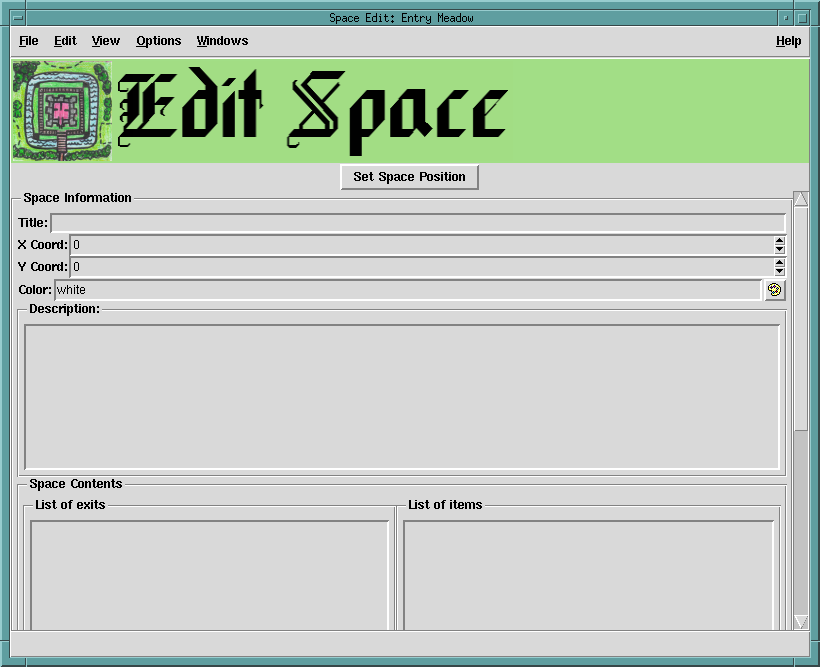 Space Edit: Entry Meadow
File Edit View Options Windows Help
Edit Space
Set Space Position
Space Information
Title:
X Coord: 0
Y Coord: 0
Color: white
Description:
Space Contents
List of exits List of items